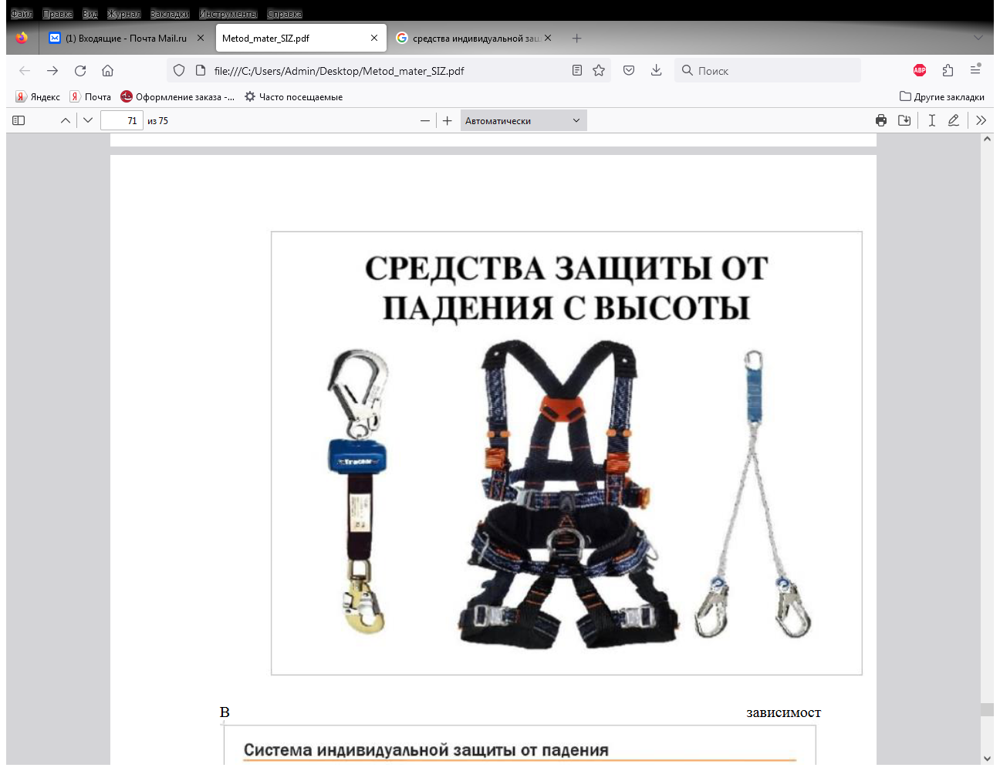 Файл Правка Вид Журнал Закладки Инструменты Справка
(1) Входящие - Почта Mail.ru
Metod_mater_SIZ.pdf
средства индивидуальной защ
file:///C:/Users/Admin/Desktop/Metod_mater_SIZ.pdf
Поиск
ABP
Яндекс
Почта
Оформление заказа -...
Часто посещаемые
Другие закладки
71 из 75
Автоматически
СРЕДСТВА ЗАЩИТЫ ОТ
ПАДЕНИЯ С ВЫСОТЫ
В зависимост
Система индивидуальной защиты от падения